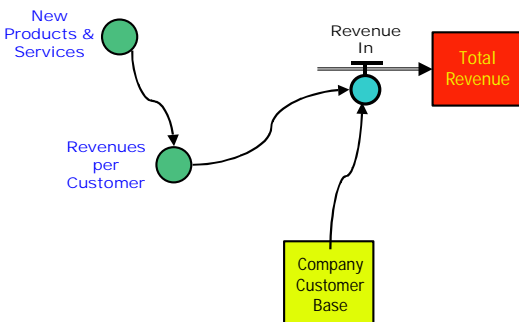 New
Products &
Services
Revenue
In
Total
Revenue
Revenues
per
Customer
Company
Customer
Base